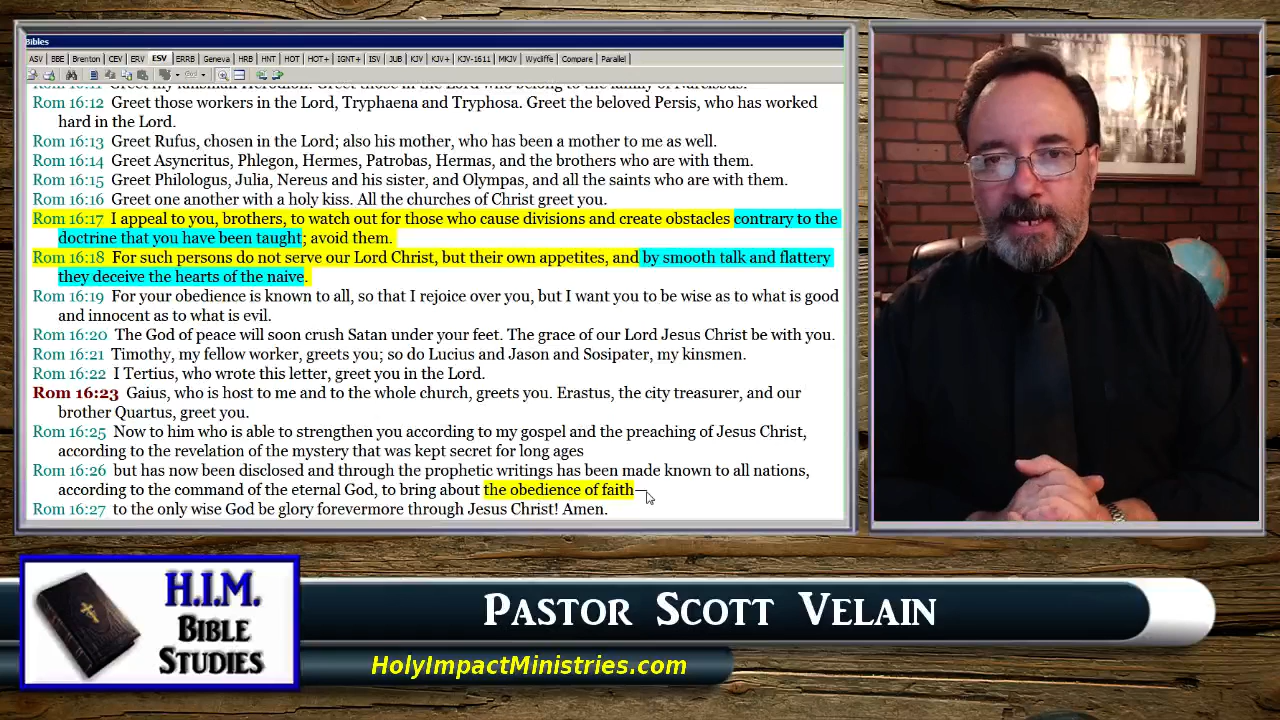 Bibles
ASV BBE Brenton CEV ERV ESV ERRB Geneva HRB HNT HOT HOT+ IGNT+ ISV JUB KJV KJV+ KJV-1611 MKJV Wycliffe Compare Parallel
Rom 16:12 Greet those workers in the Lord, Tryphaena and Tryphosa. Greet the beloved Persis, who has worked
hard in the Lord.
Rom 16:13 Greet Rufus, chosen in the Lord; also his mother, who has been a mother to me as well.
Rom 16:14 Greet Asyncritus, Phlegon, Hermes, Patrobas, Hermas, and the brothers who are with them.
Rom 16:15 Greet Philologus, Julia, Nereus and his sister, and Olympas, and all the saints who are with them.
Rom 16:16 Greet one another with a holy kiss. All the churches of Christ greet you.
Rom 16:17 I appeal to you, brothers, to watch out for those who cause divisions and create obstacles contrary to the
doctrine that you have been taught; avoid them.
Rom 16:18 For such persons do not serve our Lord Christ, but their own appetites, and by smooth talk and flattery
they deceive the hearts of the naive.
Rom 16:19 For your obedience is known to all, so that I rejoice over you, but I want you to be wise as to what is good
and innocent as to what is evil.
Rom 16:20 The God of peace will soon crush Satan under your feet. The grace of our Lord Jesus Christ be with you.
Rom 16:21 Timothy, my fellow worker, greets you; so do Lucius and Jason and Sosipater, my kinsmen.
Rom 16:22 I Tertius, who wrote this letter, greet you in the Lord.
Rom 16:23 Gaius, who is host to me and to the whole church, greets you. Erastus, the city treasurer, and our
brother Quartus, greet you.
Rom 16:25 Now to him who is able to strengthen you according to my gospel and the preaching of Jesus Christ,
according to the revelation of the mystery that was kept secret for long ages
Rom 16:26 but has now been disclosed and through the prophetic writings has been made known to all nations,
according to the command of the eternal God, to bring about the obedience of faith—
Rom 16:27 to the only wise God be glory forevermore through Jesus Christ! Amen.
H.I.M.
BIBLE
STUDIES
PASTOR SCOTT VELAIN
HolyImpactMinistries.com